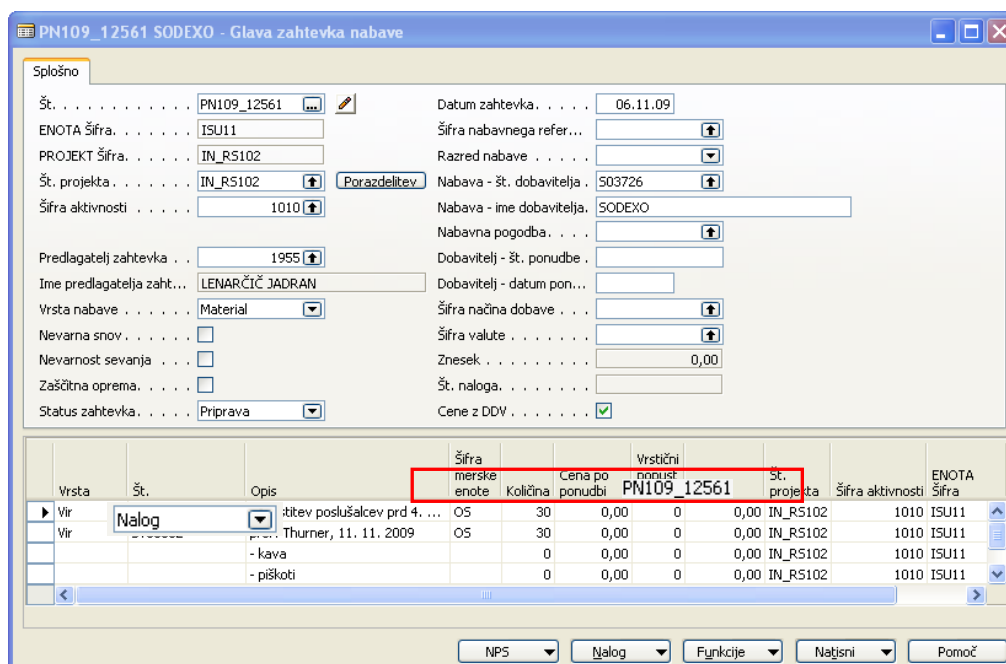 PN109_12561 SODEXO - Glava zahtevka nabave
Splošno
Št. . . . . . . . . . . . . PN109_12561 ...
ENOTA Šifra. . . . . . . ISU11
PROJEKT Šifra. . . . . . IN_RS102
Št. projekta. . . . . . . IN_RS102 Porazdelitev
Šifra aktivnosti . . . . . 1010
Predlagatelj zahtevka . . 1955
Ime predlagatelja zaht... LENARČIČ JADRAN
Vrsta nabave . . . . . . Material
Nevarna snov . . . . . .
Nevarnost sevanja . . .
Zaščitna oprema. . . . .
Status zahtevka. . . . . Priprava
Datum zahtevka. . . . . 06.11.09
Šifra nabavnega refer...
Razred nabave . . . . .
Nabava - št. dobavitelja . S03726
Nabava - ime dobavitelja. SODEXO
Nabavna pogodba. . . .
Dobavitelj - št. ponudbe .
Dobavitelj - datum pon...
Šifra načina dobave . . .
Šifra valute . . . . . . .
Znesek . . . . . . . . . 0,00
Št. naloga. . . . . . . .
Cene z DDV . . . . . . .
Vrsta Št. Opis Šifra merske enote Količina Cena po ponudbi Vrstični popust PN109_12561 Št. projekta Šifra aktivnosti ENOTA Šifra
Vir Nalog titev poslušalcev prd 4. ... OS 30 0,00 0 0,00 IN_RS102 1010 ISU11
Vir Thurner, 11. 11. 2009 OS 30 0,00 0 0,00 IN_RS102 1010 ISU11
- kava 0 0,00 0 0,00 IN_RS102 1010 ISU11
- piškoti 0 0,00 0 0,00 IN_RS102 1010 ISU11
NPS Nalog Funkcije Natisni Pomoč